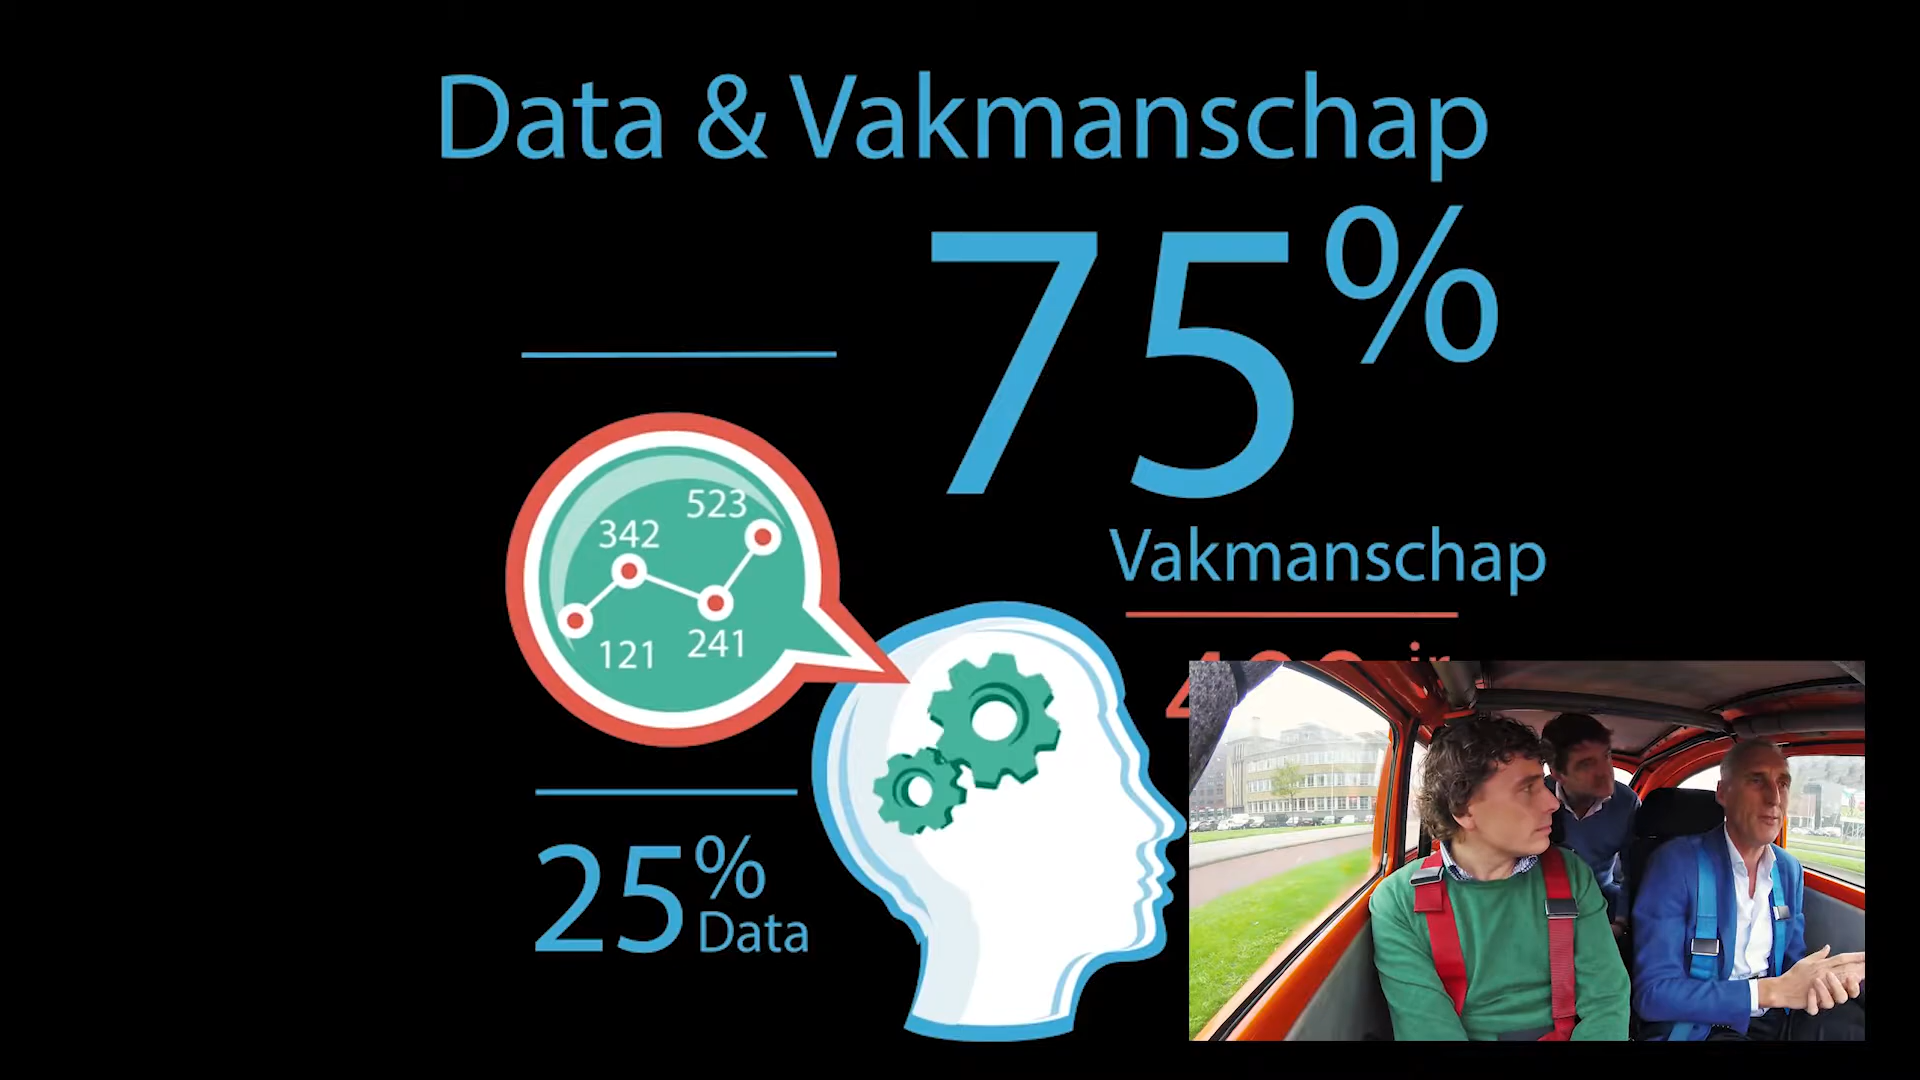 Data & Vakmanschap
75%
Vakmanschap
523
342
121
241
25%
Data